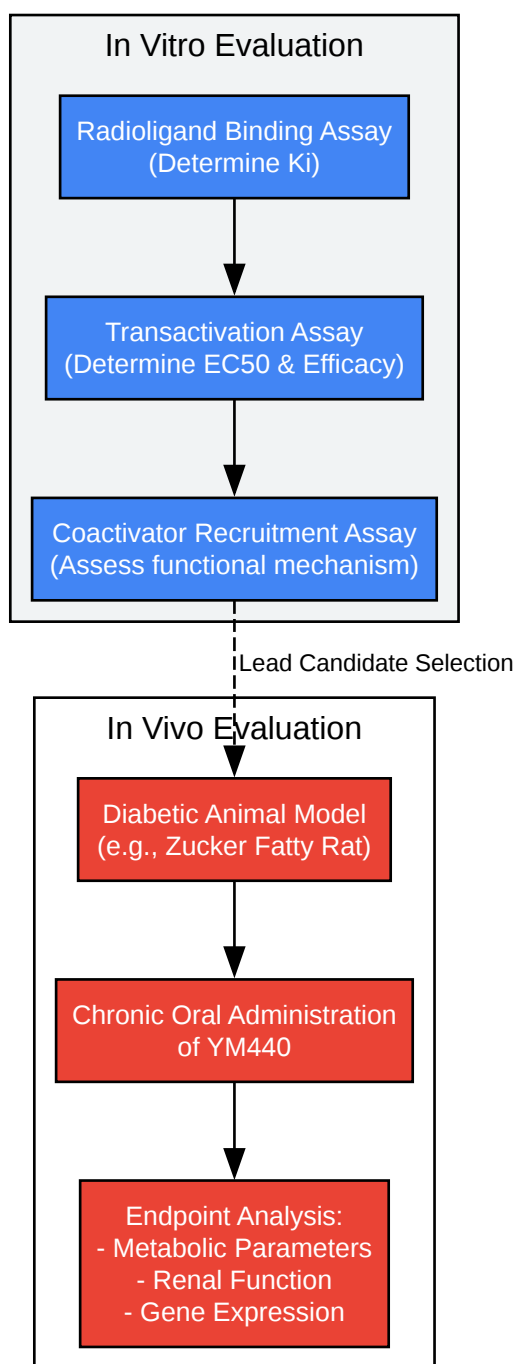 In Vitro Evaluation
Radioligand Binding Assay
(Determine Ki)
Transactivation Assay
(Determine EC50 & Efficacy)
Coactivator Recruitment Assay
(Assess functional mechanism)
Lead Candidate Selection
In Vivo Evaluation
Diabetic Animal Model
(e.g., Zucker Fatty Rat)
Chronic Oral Administration
of YM440
Endpoint Analysis:
- Metabolic Parameters
- Renal Function
- Gene Expression